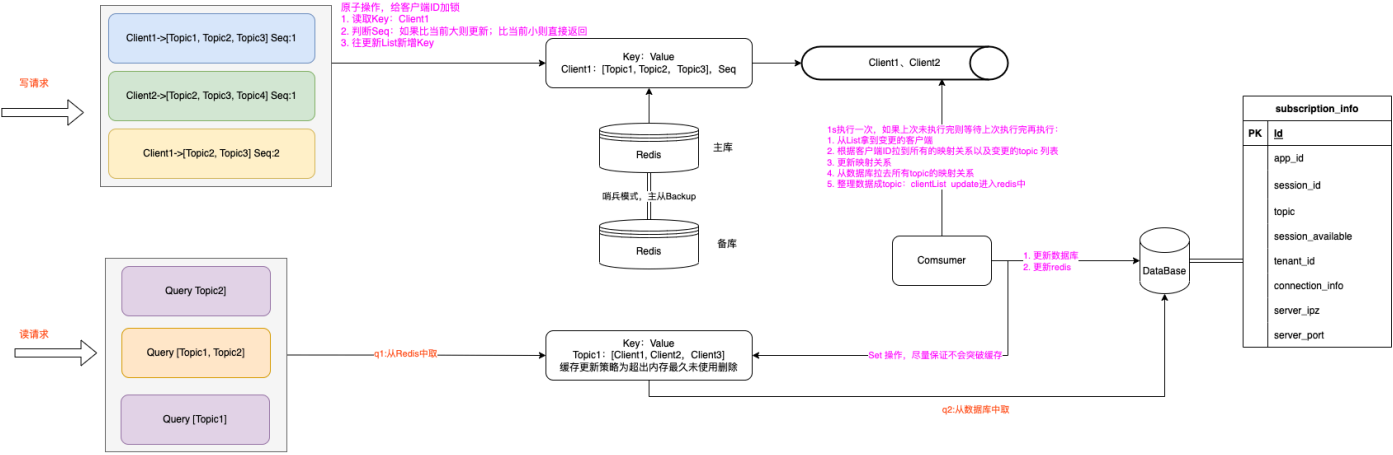 原子操作，给客户端ID加锁
1. 读取Key：Client1
2. 判断Seq：如果比当前大则更新；比当前小则直接返回
3. 往更新List新增Key
写请求
Client1->[Topic1, Topic2, Topic3] Seq:1
Client2->[Topic2, Topic3, Topic4] Seq:1
Client1->[Topic2, Topic3] Seq:2
Key：Value
Client1：[Topic1, Topic2， Topic3]，Seq
Client1、Client2
Redis
主库
哨兵模式，主从Backup
Redis
备库
1s执行一次，如果上次未执行完则等待上次执行完再执行：
1. 从List拿到变更的客户端
2. 根据客户端ID拉到所有的映射关系以及变更的topic 列表
3. 更新映射关系
4. 从数据库拉去所有topic的映射关系
5. 整理数据成topic：clientList update进入redis中
Comsumer
1. 更新数据库
2. 更新redis
DataBase
subscription_info
PK
Id
app_id
session_id
topic
session_available
tenant_id
connection_info
server_ipz
server_port
读请求
Query Topic2]
Query [Topic1, Topic2]
Query [Topic1]
q1:从Redis中取
Key：Value
Topic1：[Client1, Client2， Client3]
缓存更新策略为超出内存最久未使用删除
Set 操作，尽量保证不会突破缓存
q2:从数据库中取